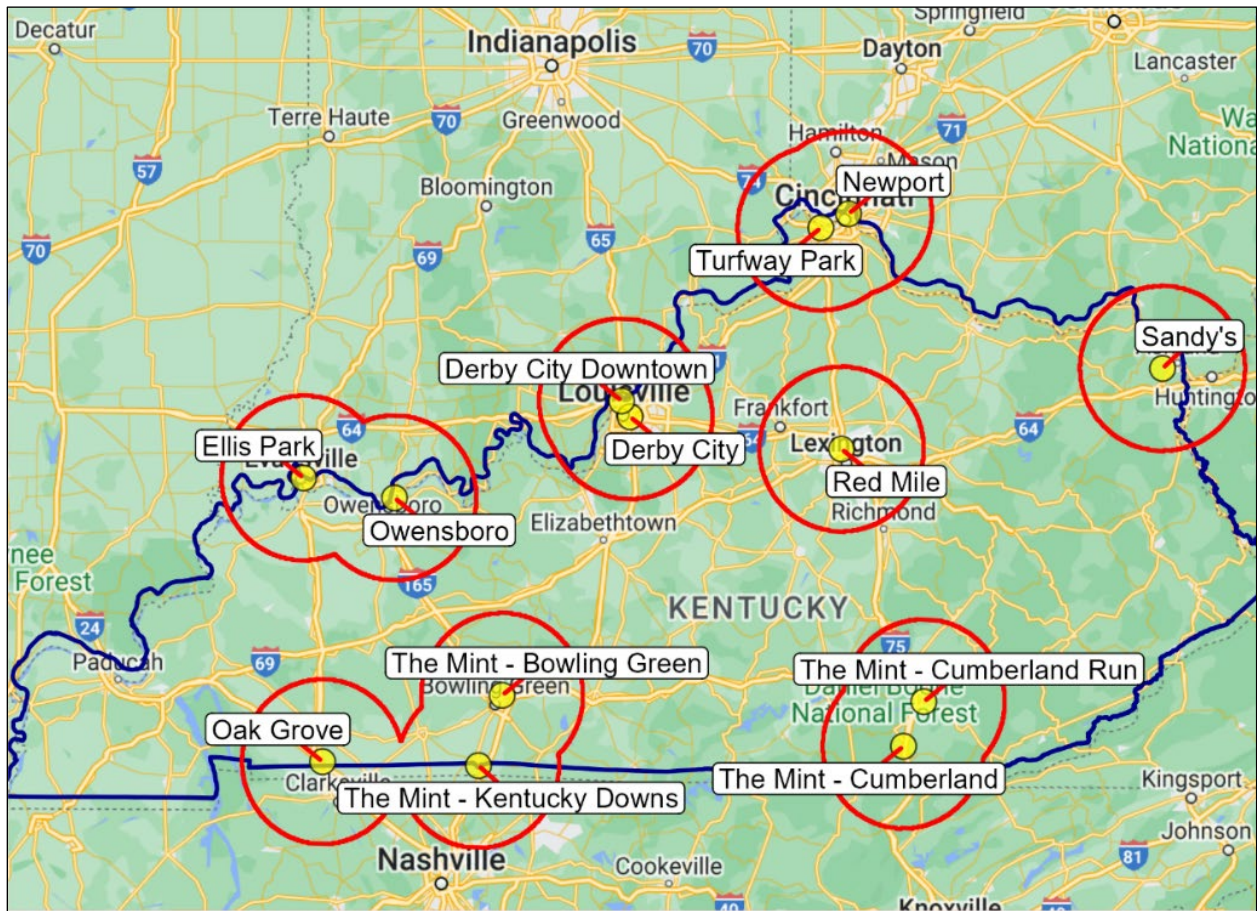 Decatur
Springfield
Indianapolis
70
Dayton
Lancaster
Terre Haute
70
Greenwood
Hamilton
71
57
Mason
Bloomington
74
Newport
Cincinnati
70
69
65
Turfway Park
Sandy's
Derby City Downtown
Louisville
Frankfort
Huntington
64
Derby City
64
Lexington
64
Ellis Park
Evansville
Red Mile
Owensboro
Owensboro
Richmond
Elizabethtown
Forest
165
KENTUCKY
24
75
Paducah
69
The Mint - Bowling Green
The Mint - Cumberland Run
Bowling Green
Daniel Boone
National Forest
Oak Grove
Clarksville
The Mint - Kentucky Downs
The Mint - Cumberland
Kingsport
Johnson
Nashville
Cookeville
81
40
Knoxville